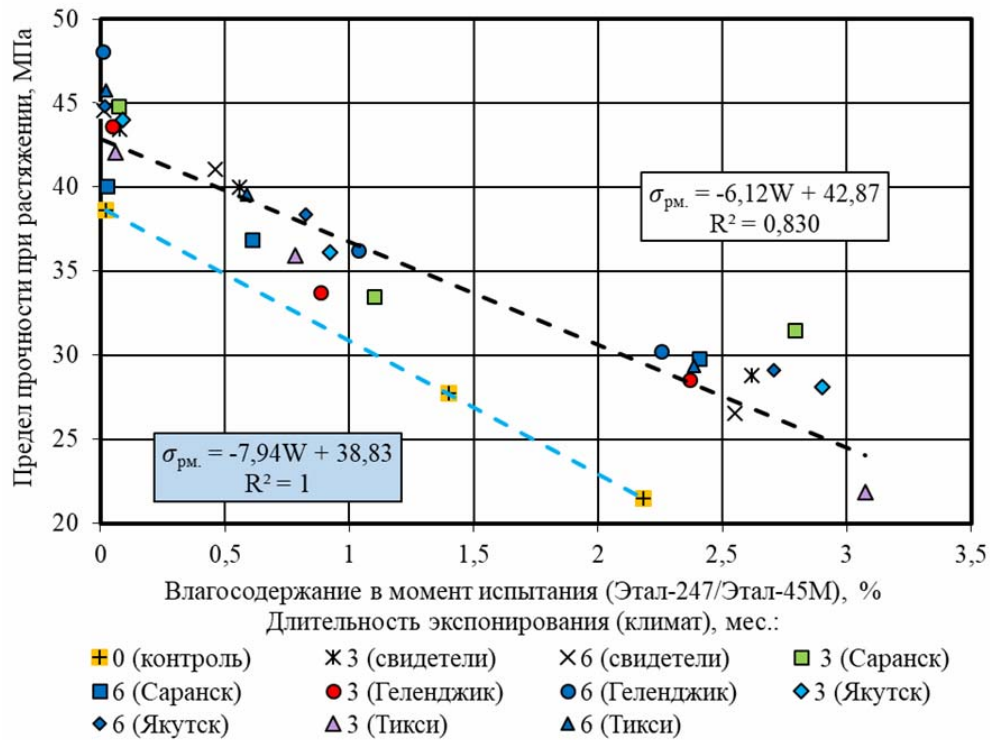 50
45
40
35
30
25
20
Предел прочности при растяжении, МПа
σрм. = -6,12W + 42,87
R² = 0,830
σрм. = -7,94W + 38,83
R² = 1
0 0,5 1 1,5 2 2,5 3 3,5
Влагосодержание в момент испытания (Этал-247/Этал-45М), %
Длительность экспонирования (климат), мес.:
0 (контроль) 3 (свидетели) 6 (свидетели) 3 (Саранск)
6 (Саранск) 3 (Геленджик) 6 (Геленджик) 3 (Якутск)
6 (Якутск) 3 (Тикси) 6 (Тикси)